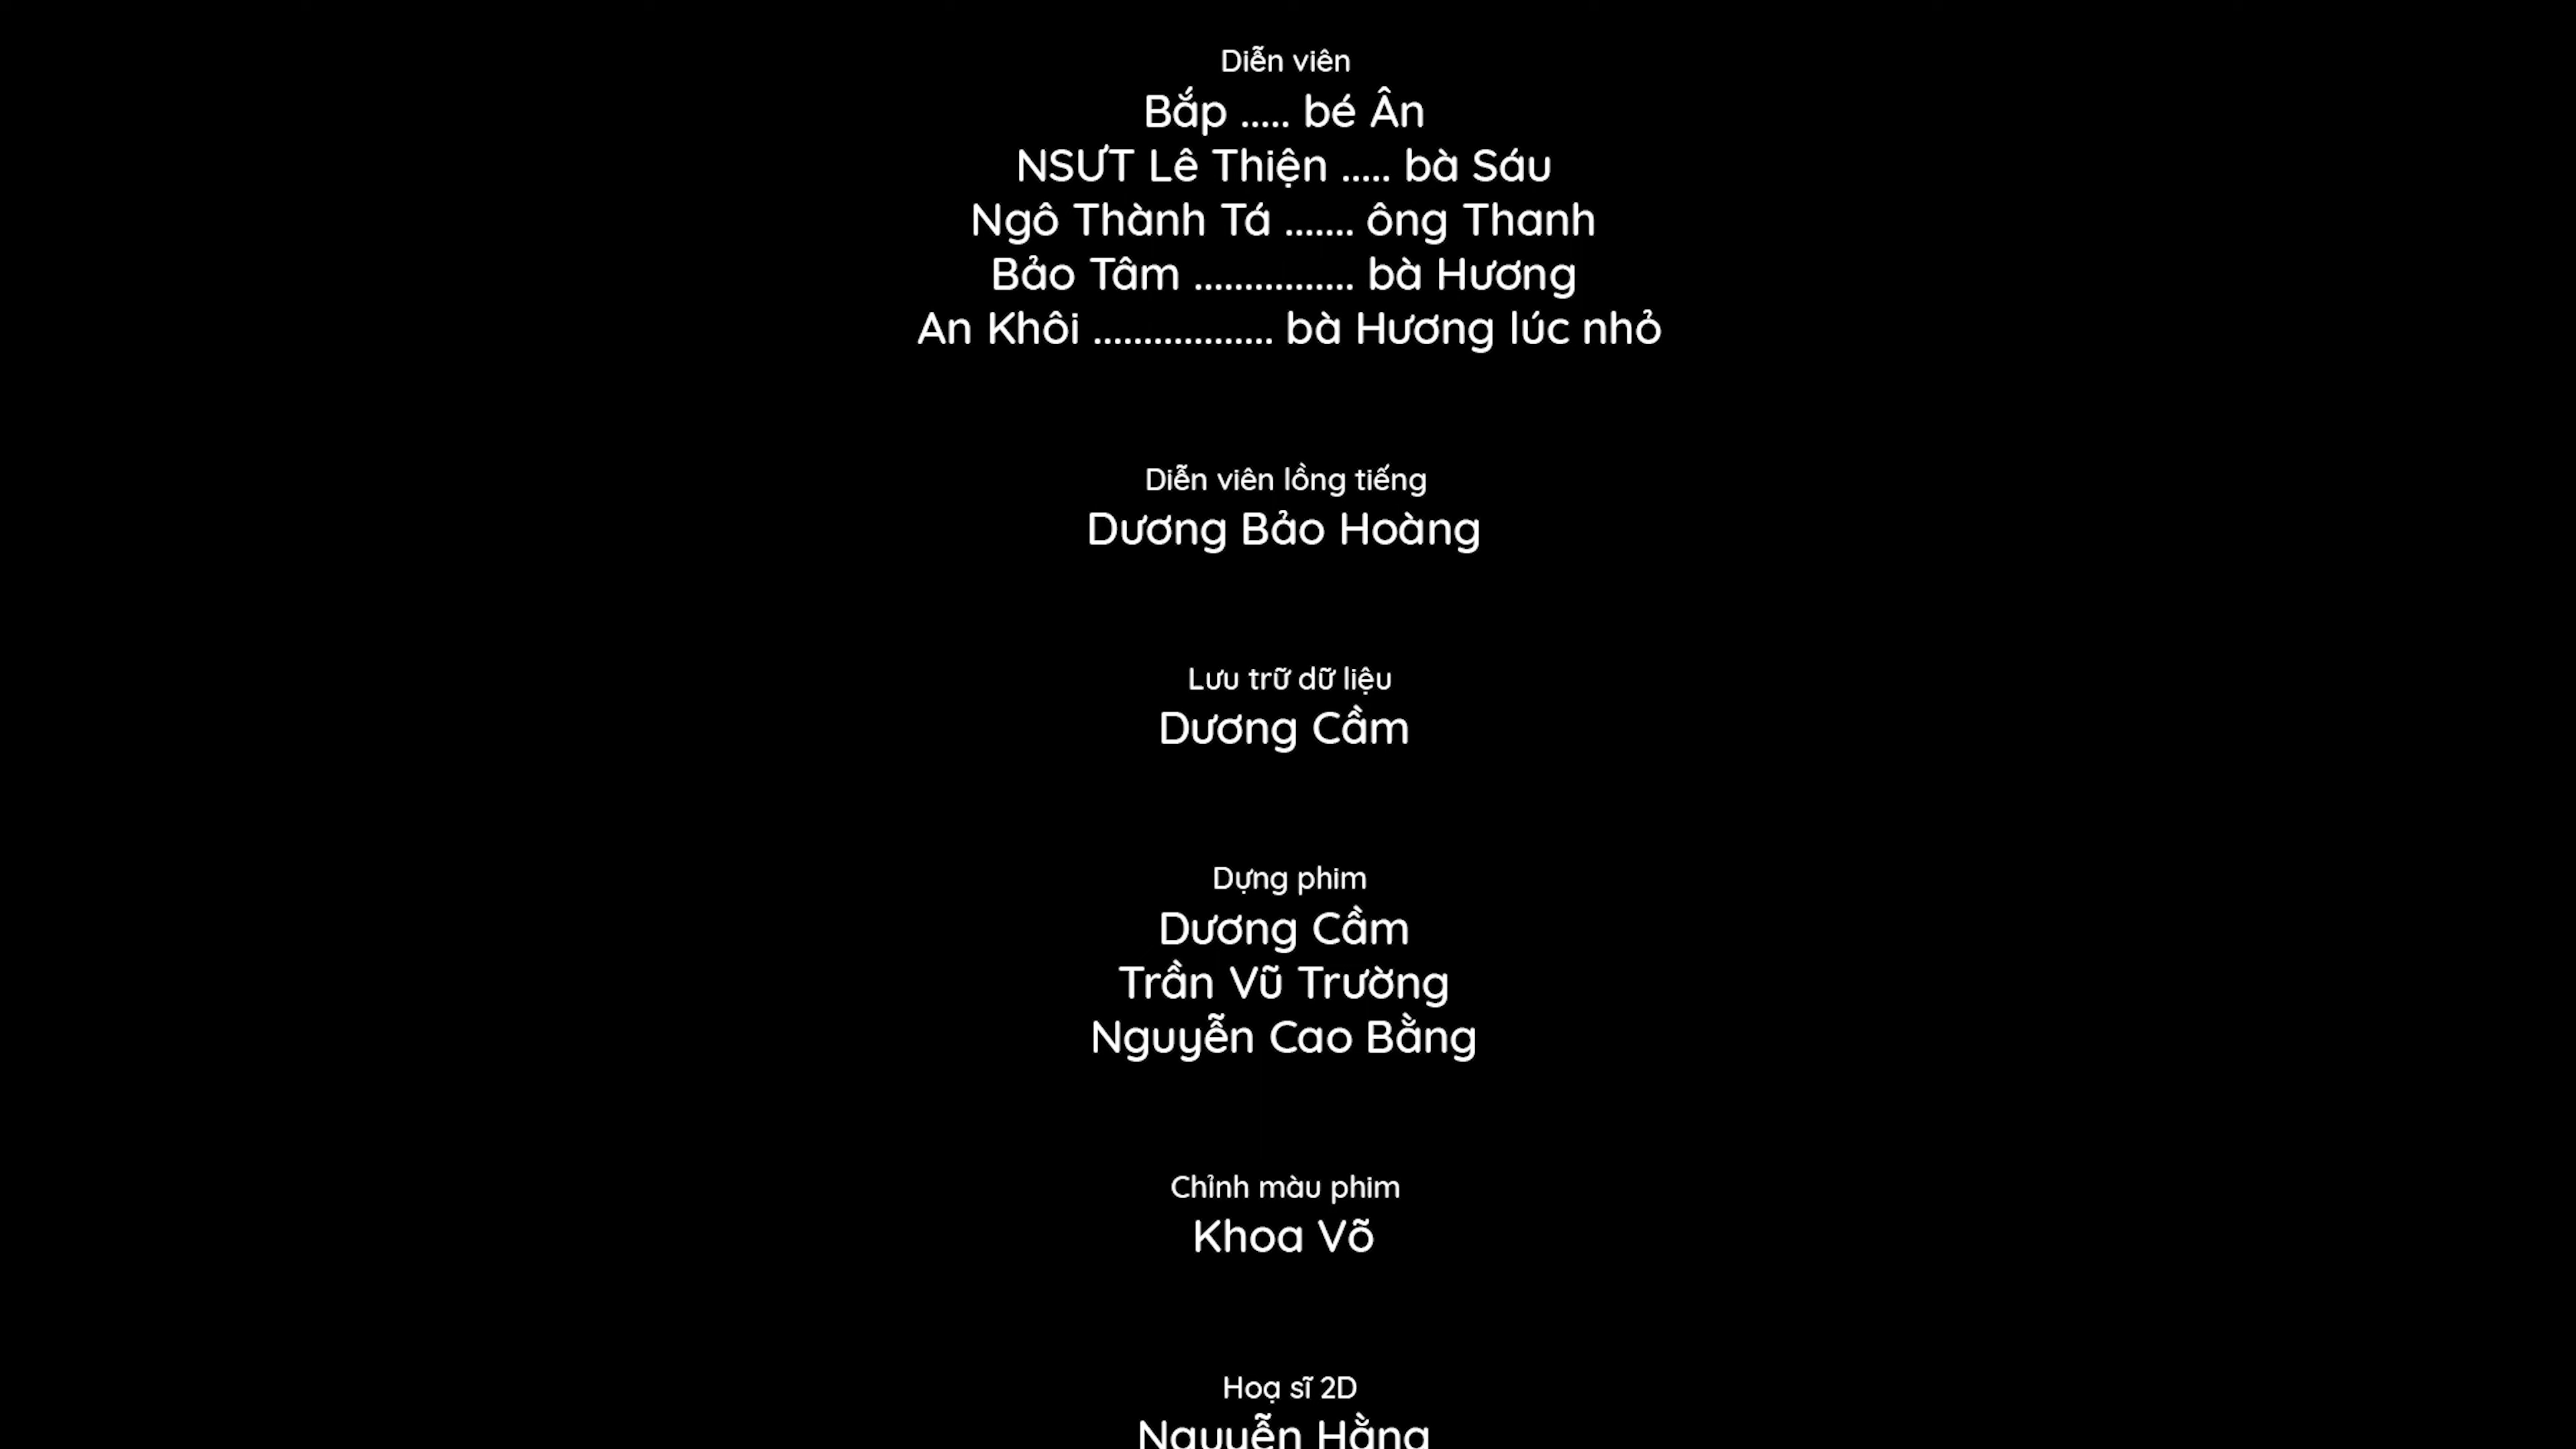 Diễn viên
Bắp ..... bé Ân
NSƯT Lê Thiện ..... bà Sáu
Ngô Thành Tá ....... ông Thanh
Bảo Tâm ................ bà Hương
An Khôi .................. bà Hương lúc nhỏ
Diễn viên lồng tiếng
Dương Bảo Hoàng
Lưu trữ dữ liệu
Dương Cầm
Dựng phim
Dương Cầm
Trần Vũ Trường
Nguyễn Cao Bằng
Chỉnh màu phim
Khoa Võ
Hoạ sĩ 2D
Nguyễn Hằng